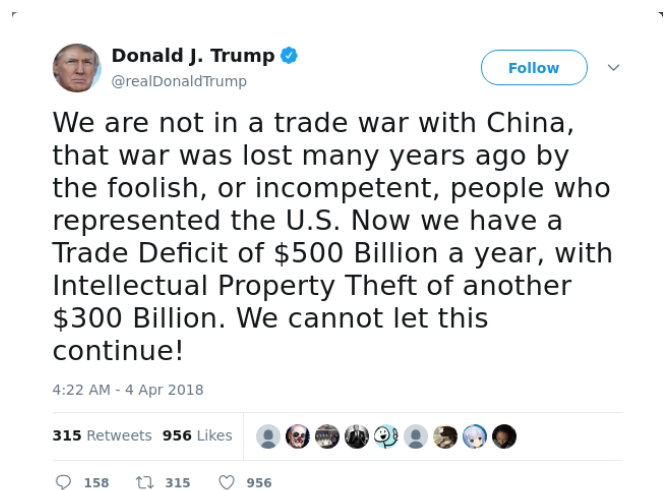 Donald J. Trump
@realDonaldTrump
Follow
We are not in a trade war with China,
that war was lost many years ago by
the foolish, or incompetent, people who
represented the U.S. Now we have a
Trade Deficit of $500 Billion a year, with
Intellectual Property Theft of another
$300 Billion. We cannot let this
continue!
4:22 AM - 4 Apr 2018
315 Retweets 956 Likes
158 315 956